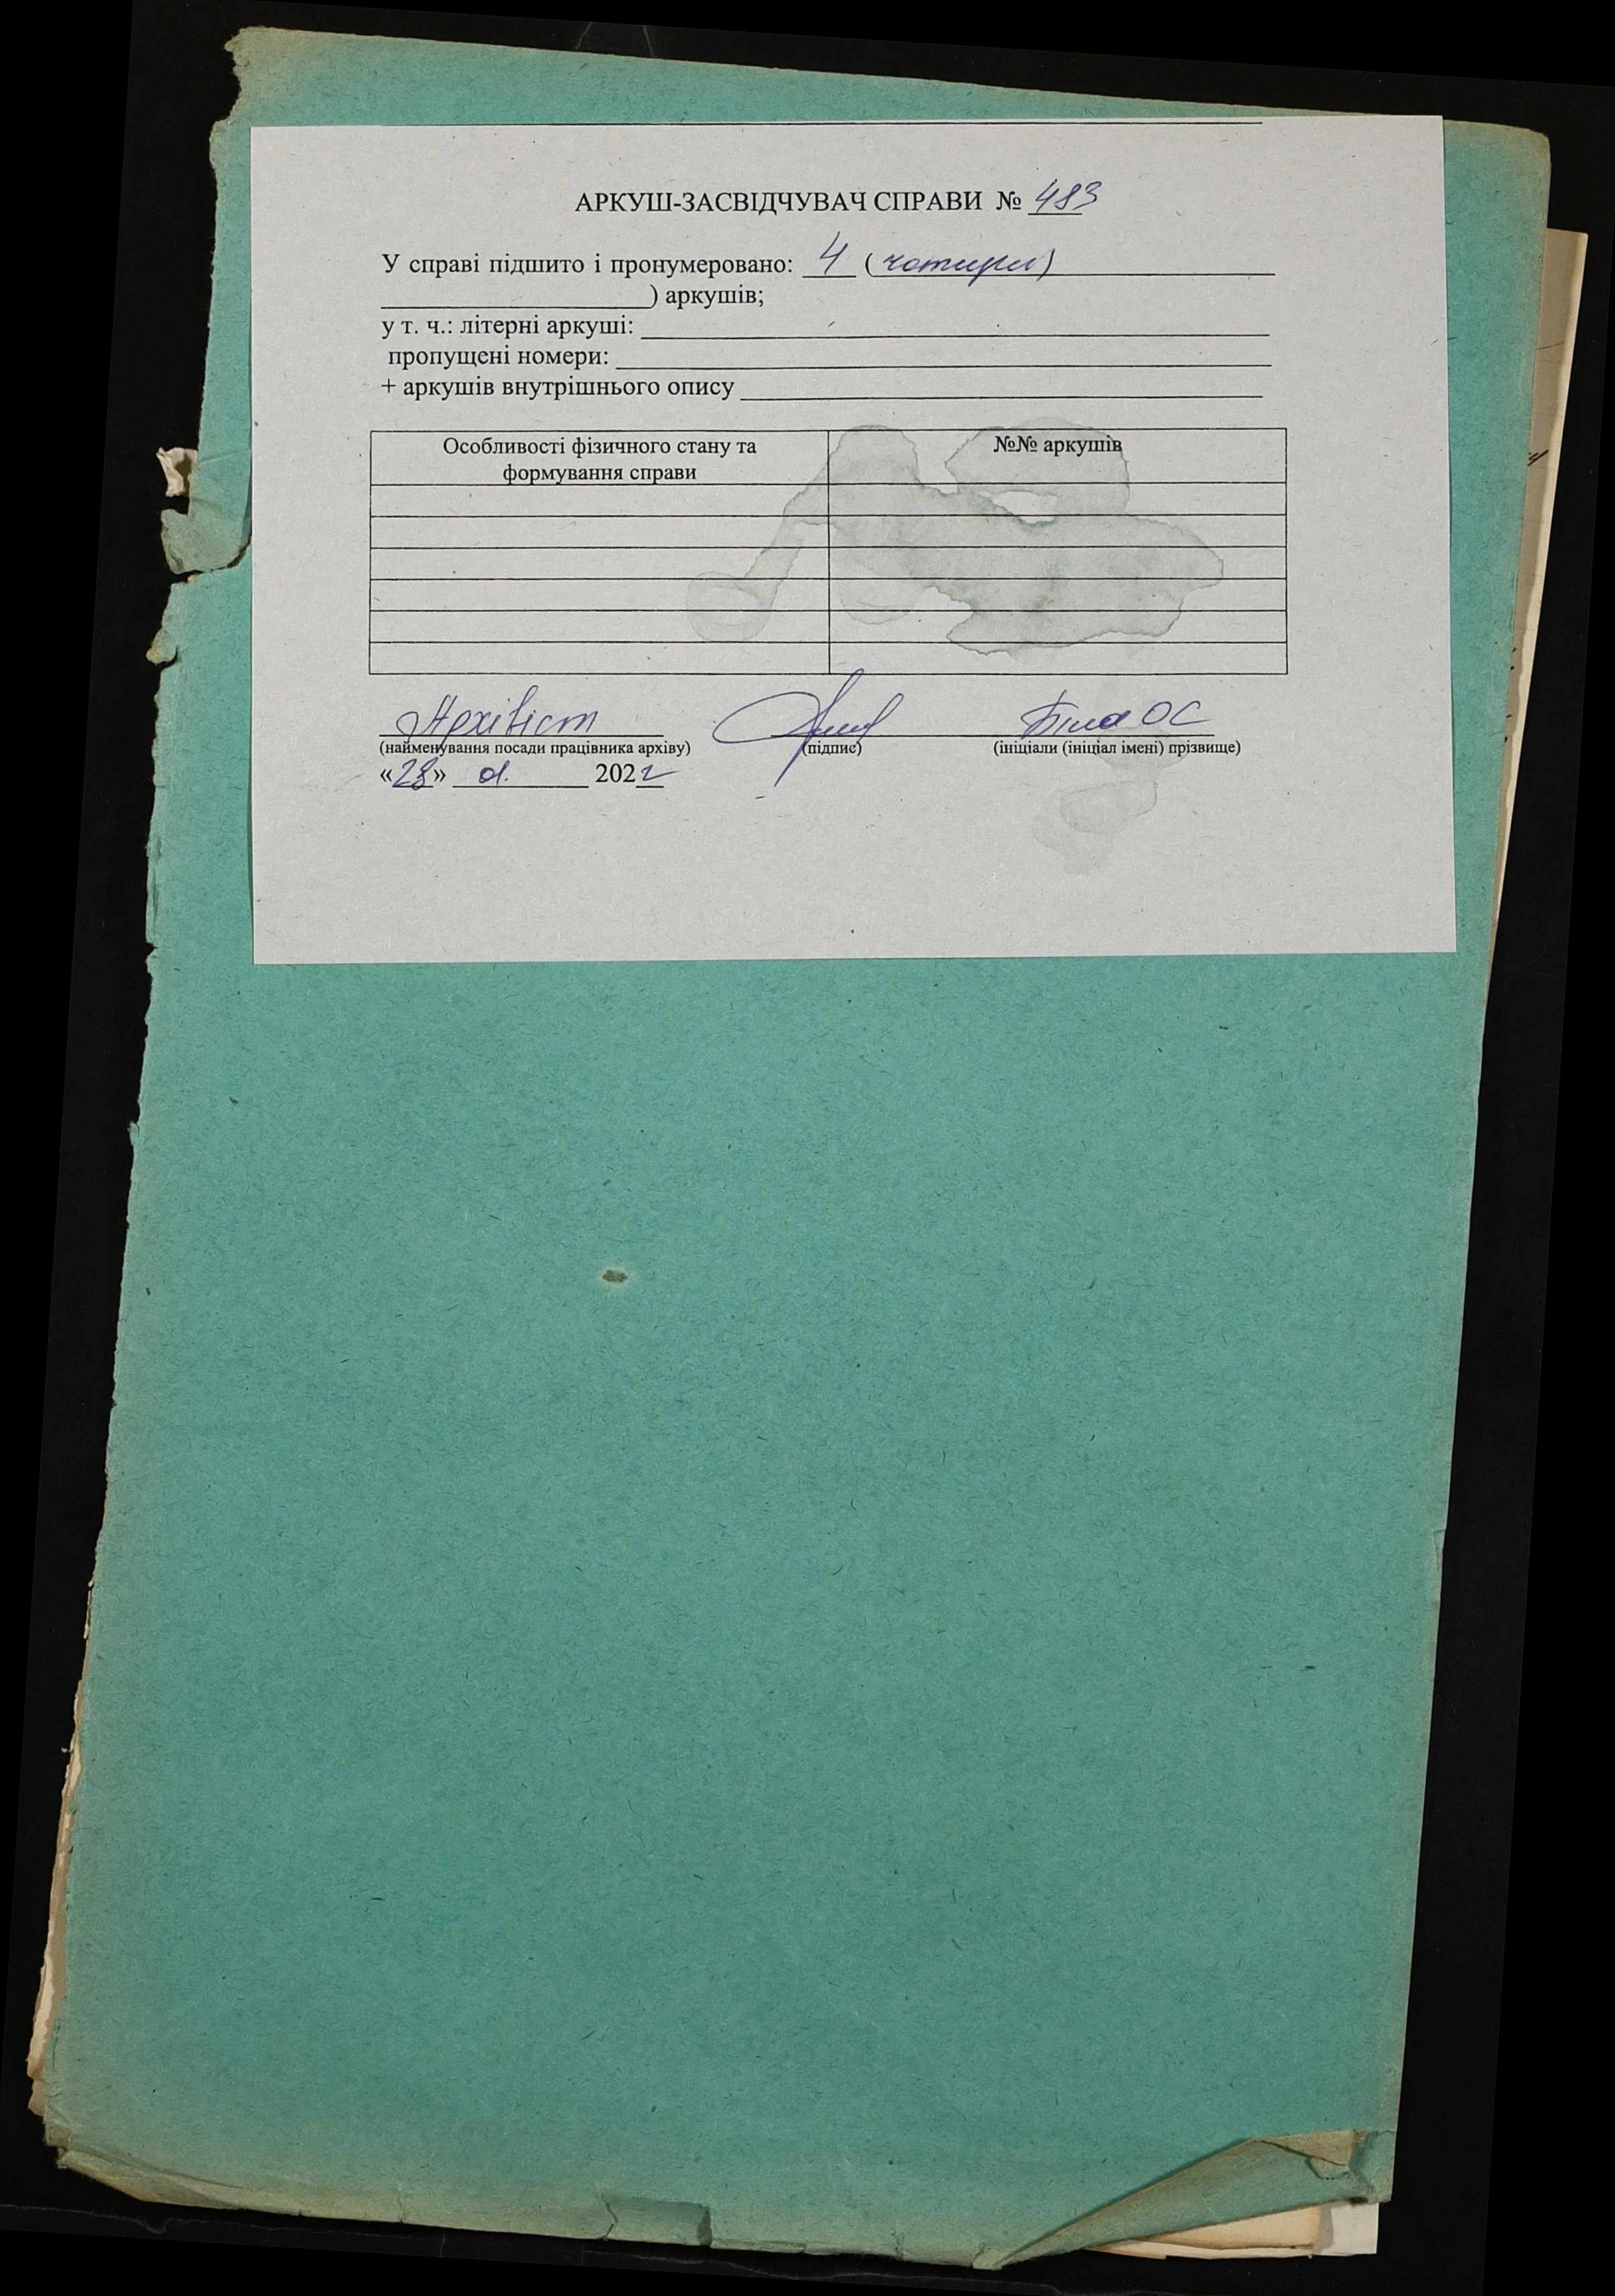 АРКУШ-ЗАСВІДЧУВАЧ СПРАВИ № 483
У справі підшито і пронумеровано: 4 (чотири)
) аркушів;
у т. ч.: літерні аркуші:
пропущені номери:
+ аркушів внутрішнього опису
Особливості фізичного стану та формування справи
№№ аркушів
Архівіст Біла ОС
(найменування посади працівника архіву) (підпис) (ініціали (ініціал імені) прізвище)
«28» 2022